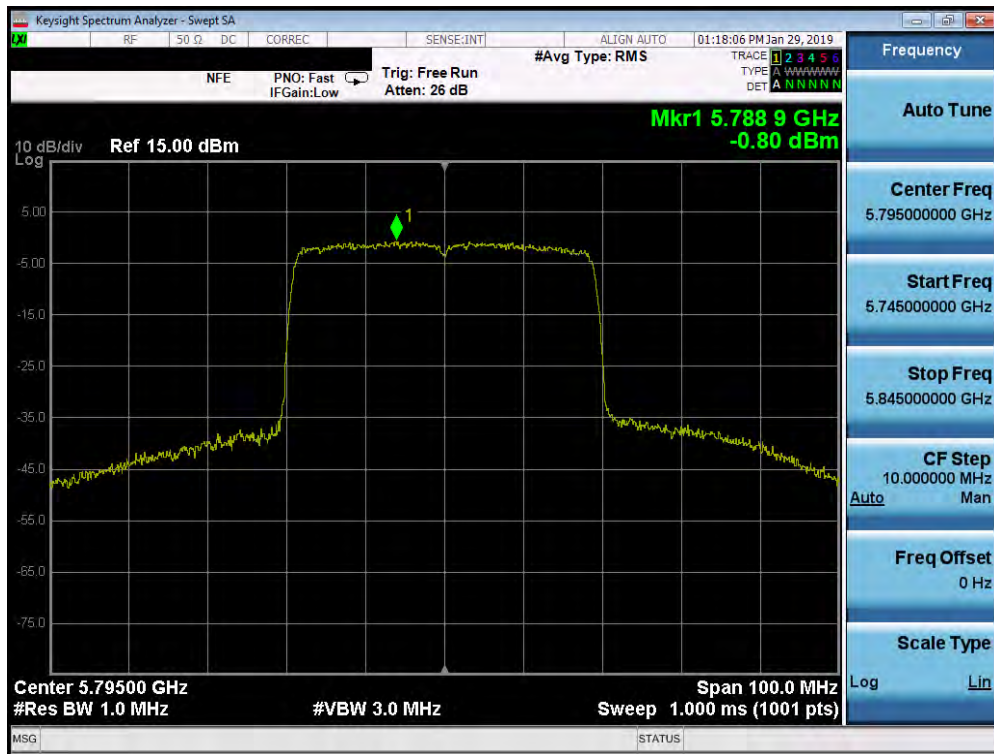 Keysight Spectrum Analyzer - Swept SA
LXI RF 50 Ω DC CORREC SENSE:INT ALIGN AUTO 01:18:06 PM Jan 29, 2019
#Avg Type: RMS
TRACE 1 2 3 4 5 6
TYPE A WWWWWW
DET A N N N N N
NFE PNO: Fast Trig: Free Run
IFGain:Low Atten: 26 dB
Mkr1 5.788 9 GHz
-0.80 dBm
10 dB/div Ref 15.00 dBm
Log
1
5.00
-5.00
-15.0
-25.0
-35.0
-45.0
-55.0
-65.0
-75.0
Center 5.79500 GHz Span 100.0 MHz
#Res BW 1.0 MHz #VBW 3.0 MHz Sweep 1.000 ms (1001 pts)
MSG STATUS
Frequency
Auto Tune
Center Freq
5.795000000 GHz
Start Freq
5.745000000 GHz
Stop Freq
5.845000000 GHz
CF Step
10.000000 MHz
Auto Man
Freq Offset
0 Hz
Scale Type
Log Lin